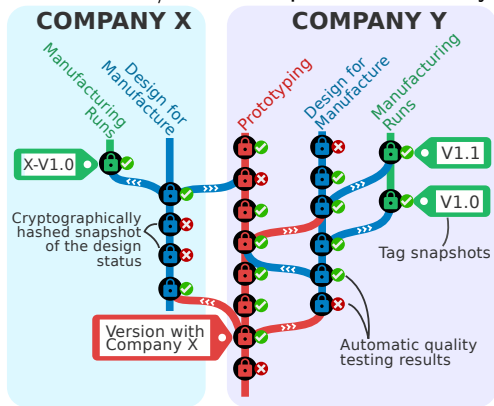 COMPANY X
COMPANY Y
Manufacturing
Runs
Design for
Manufacture
Prototyping
Design for
Manufacture
Manufacturing
Runs
X-V1.0
V1.1
V1.0
Cryptographically
hashed snapshot
of the design
status
Tag snapshots
Version with
Company X
Automatic quality
testing results